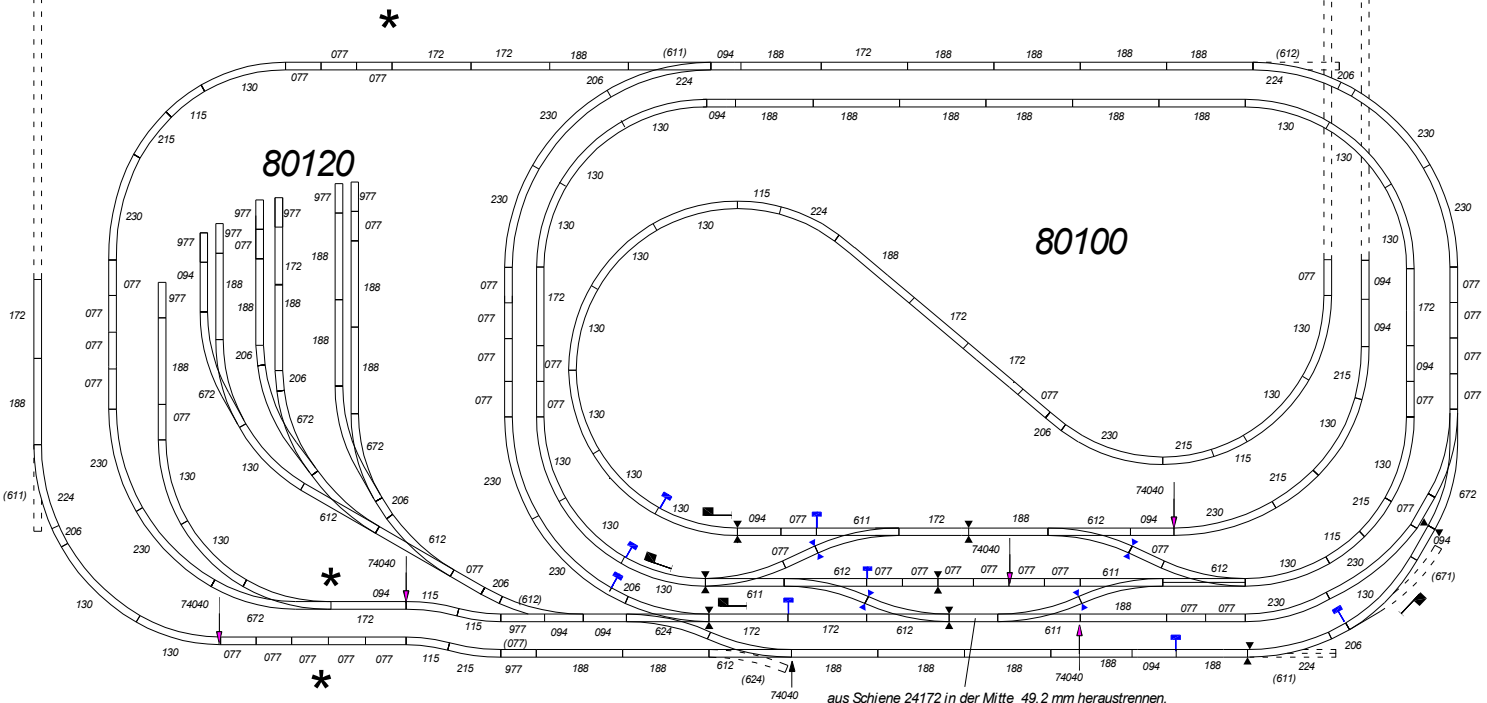 *
077 172 172 188 (611) 094 188 172 188 188 188 188 (612)
077 077 206 224 224 206
130 130
115 230 094 188 188 188 188 188 130 230
215 130 130
80120
977 977 977 977
230 230 130 115 130 230
130 224
977 977 077 077 130 80100 130
188
077 977 094 188 172 188 188 077 172 130 077 094 172 077
172 077 188 188 077 077 172 130 094 077
077 188 206 188 188 077 077 130 172 215 094 077
188 077 077 672 206 672 077 077 077 206 130 077 077
130 230 215 130
230 130 130 672 130 130 115 215 130
(611) 224 230 130 74040 215 672
206 612 206 130 130 094 077 611 172 188 612 094 230 115 077
130 230 130 612 230 130 077 74040 077 130 230 094
130 * 74040 077 206 206 130 611 612 077 077 077 077 611 612 (671)
74040 094 115 (612) 188 230
672 172 115 977 094 094 624 172 172 612 611 077 077
130 077 077 077 077 077 115 215 (077) 206
977 188 188 612 188 188 188 188 094 188 224
* (624) 74040 74040 (611)
aus Schiene 24172 in der Mitte 49,2 mm heraustrennen.